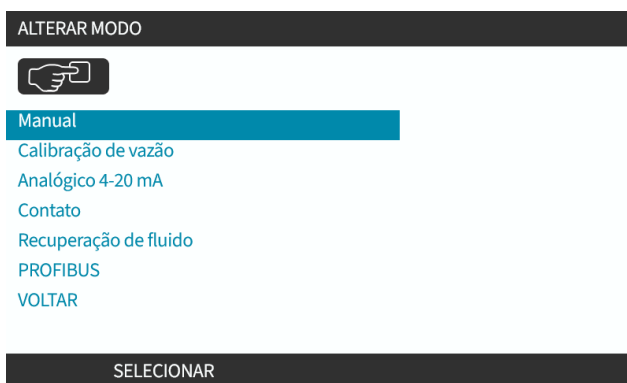 ALTERAR MODO
Manual
Calibração de vazão
Analógico 4-20 mA
Contato
Recuperação de fluido
PROFIBUS
VOLTAR
SELECIONAR